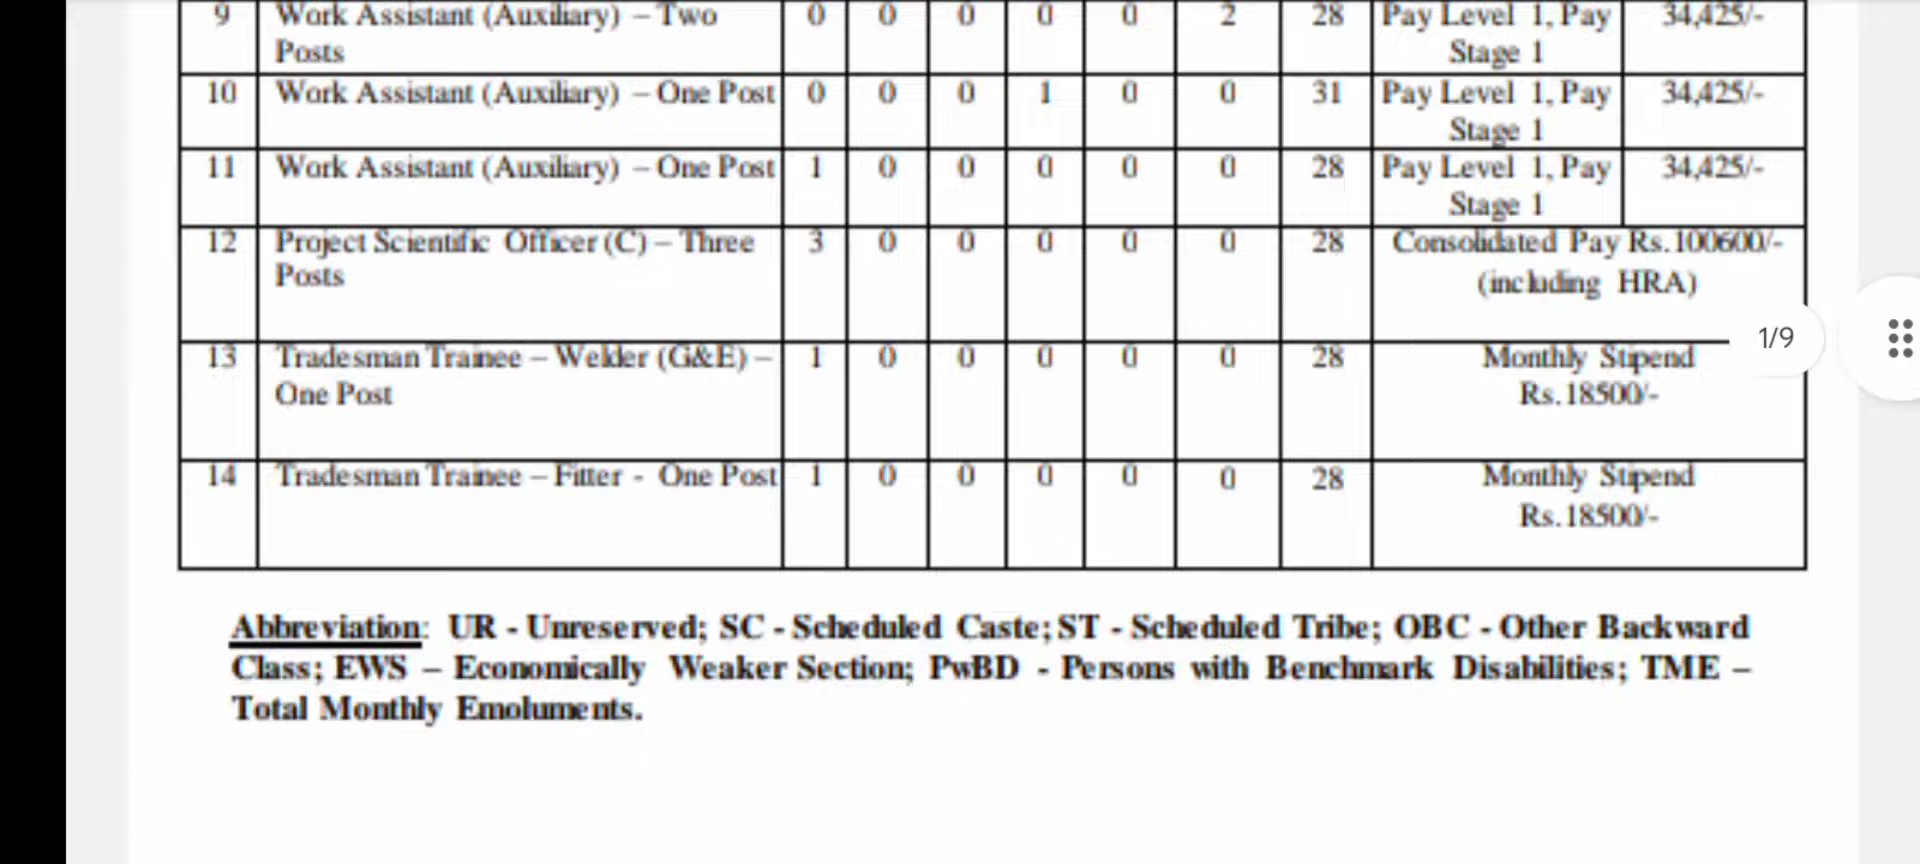 9 Work Assistant (Auxiliary) – Two 0 0 0 0 0 2 28 Pay Level 1, Pay 34,425/-
Posts Stage 1
10 Work Assistant (Auxiliary) – One Post 0 0 0 1 0 0 31 Pay Level 1, Pay 34,425/-
Stage 1
11 Work Assistant (Auxiliary) – One Post 1 0 0 0 0 0 28 Pay Level 1, Pay 34,425/-
Stage 1
12 Project Scientific Officer (C) – Three 3 0 0 0 0 0 28 Consolidated Pay Rs.100600/-
Posts (including HRA)
1/9
13 Tradesman Trainee – Welder (G&E) – 1 0 0 0 0 0 28 Monthly Stipend
One Post Rs.18500/-
14 Tradesman Trainee – Fitter - One Post 1 0 0 0 0 0 28 Monthly Stipend
Rs.18500/-
Abbreviation: UR - Unreserved; SC - Scheduled Caste; ST - Scheduled Tribe; OBC - Other Backward
Class; EWS – Economically Weaker Section; PwBD - Persons with Benchmark Disabilities; TME –
Total Monthly Emoluments.